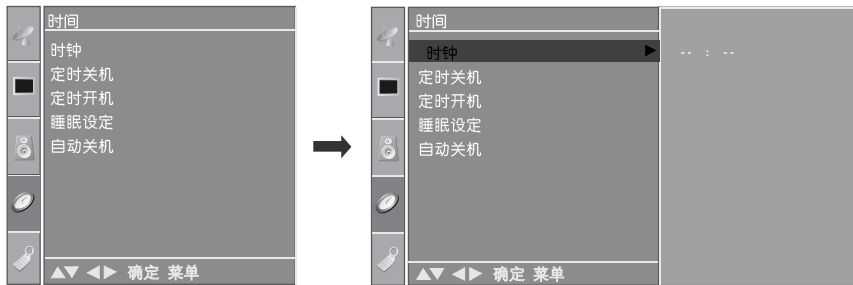 时间
时钟
定时关机
定时开机
睡眠设定
自动关机
▲▼ ◀▶ 确定 菜单
时间
时钟 ▶
-- : --
定时关机
定时开机
睡眠设定
自动关机
▲▼ ◀▶ 确定 菜单